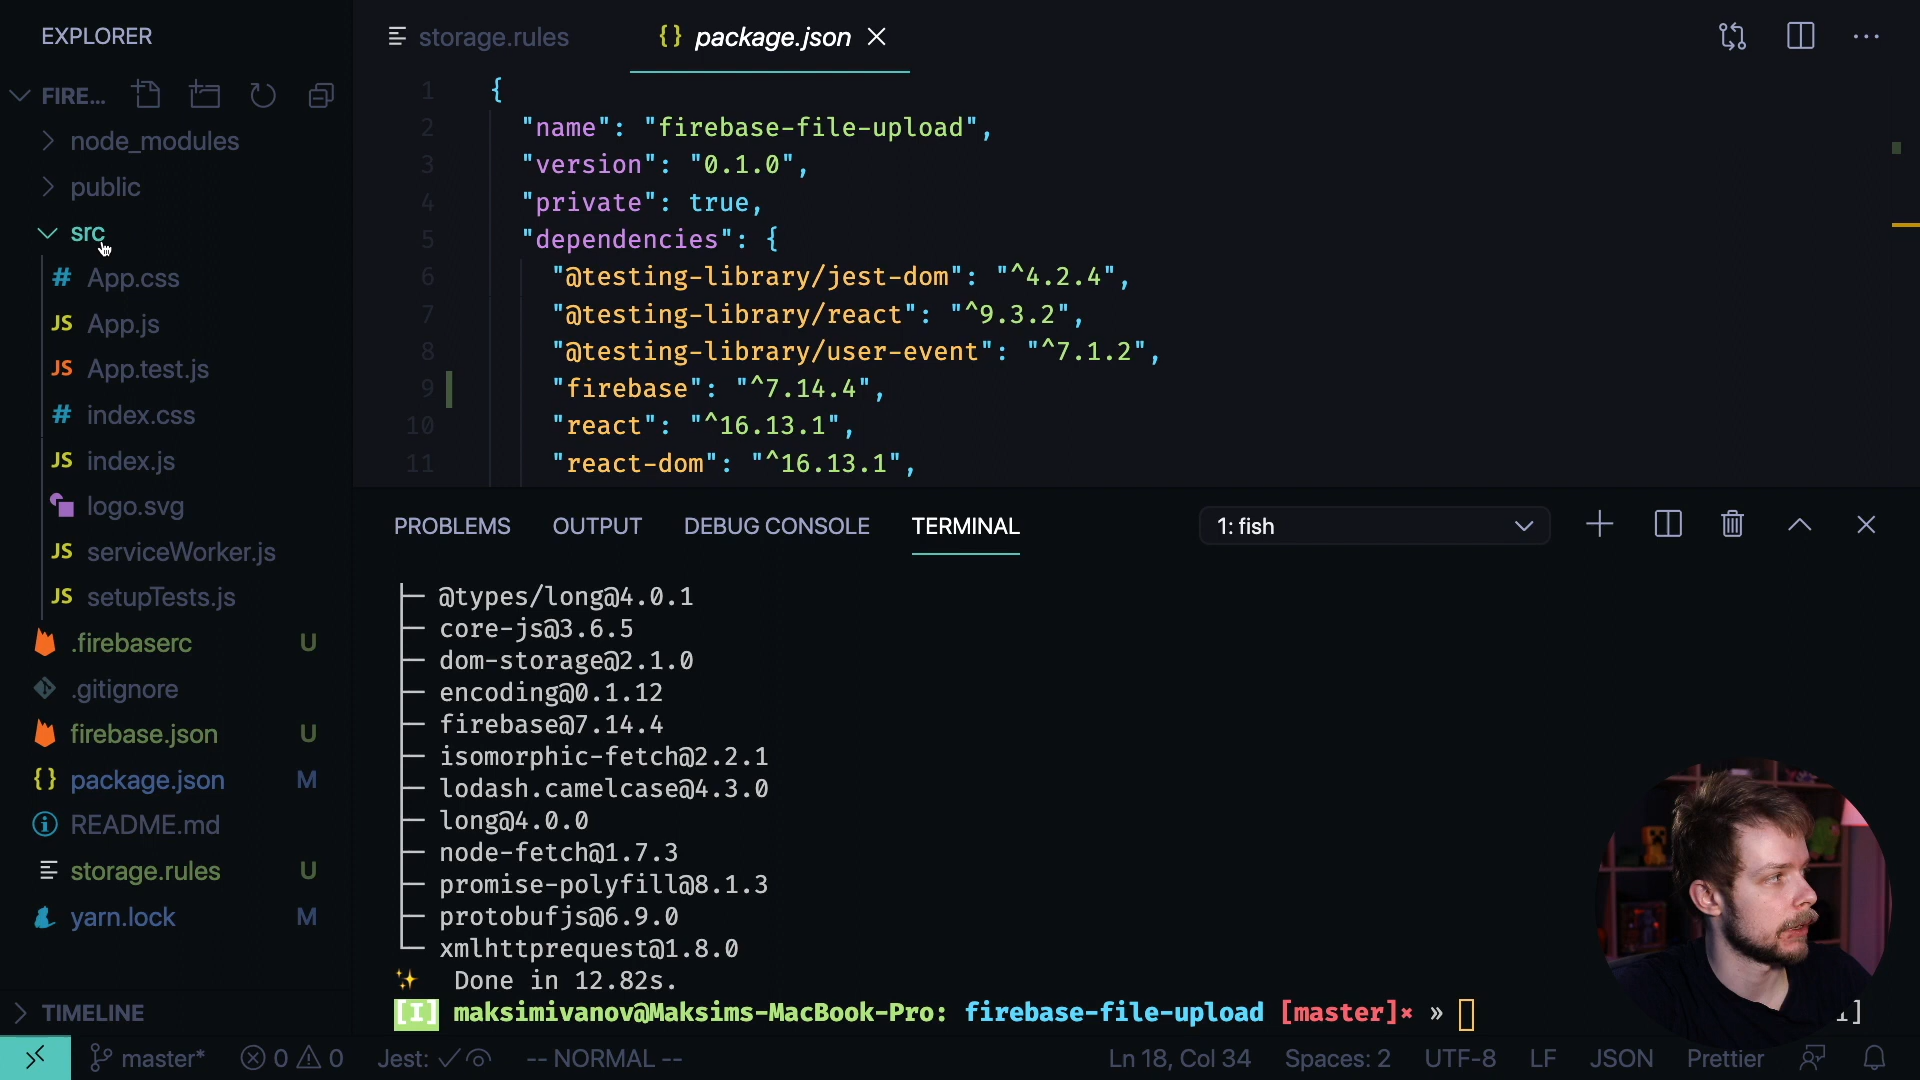 EXPLORER
FIRE...
node_modules
public
src
# App.css
JS App.js
JS App.test.js
# index.css
JS index.js
logo.svg
JS serviceWorker.js
JS setupTests.js
.firebaserc U
.gitignore
firebase.json U
{} package.json M
README.md
storage.rules U
yarn.lock M
TIMELINE
storage.rules
{} package.json
1 {
2 "name": "firebase-file-upload",
3 "version": "0.1.0",
4 "private": true,
5 "dependencies": {
6 "@testing-library/jest-dom": "^4.2.4",
7 "@testing-library/react": "^9.3.2",
8 "@testing-library/user-event": "^7.1.2",
9 "firebase": "^7.14.4",
10 "react": "^16.13.1",
11 "react-dom": "^16.13.1",
PROBLEMS OUTPUT DEBUG CONSOLE TERMINAL 1: fish
├─ @types/long@4.0.1
├─ core-js@3.6.5
├─ dom-storage@2.1.0
├─ encoding@0.1.12
├─ firebase@7.14.4
├─ isomorphic-fetch@2.2.1
├─ lodash.camelcase@4.3.0
├─ long@4.0.0
├─ node-fetch@1.7.3
├─ promise-polyfill@8.1.3
├─ protobufjs@6.9.0
└─ xmlhttprequest@1.8.0
✨ Done in 12.82s.
[I] maksimivanov@Maksims-MacBook-Pro: firebase-file-upload [master]× »
master* 0 0 Jest: ✓ -- NORMAL -- Ln 18, Col 34 Spaces: 2 UTF-8 LF JSON Prettier